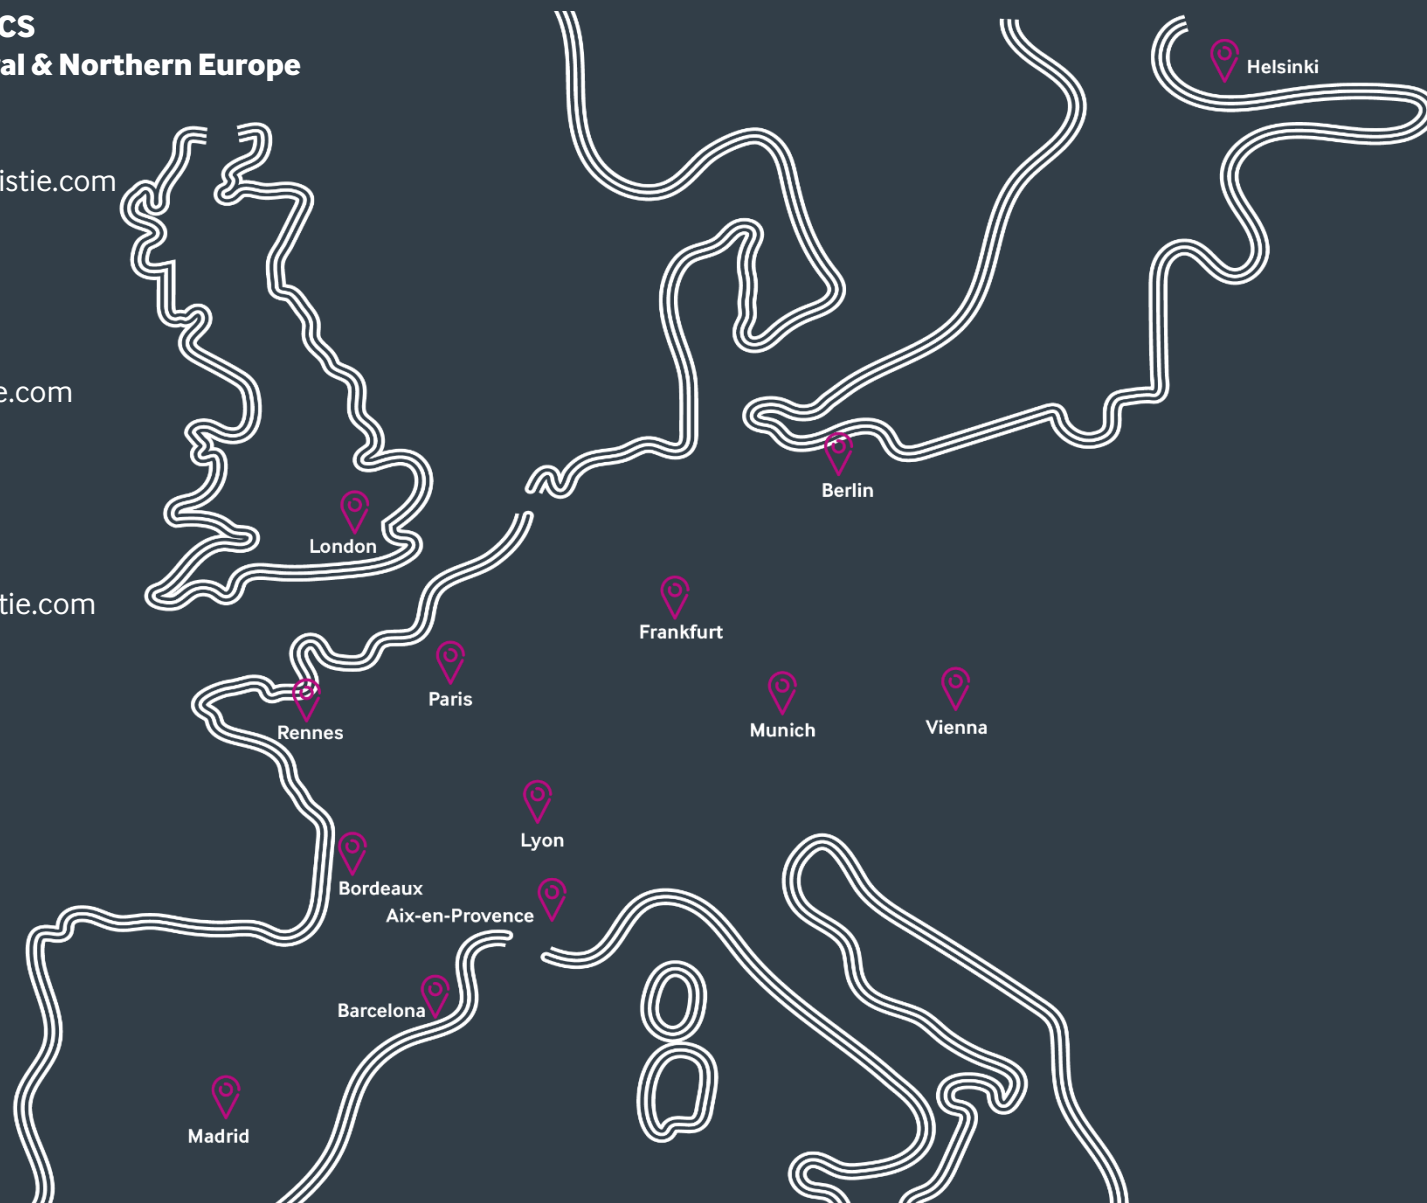 cs
al & Northern Europe
Helsinki
istie.com
e.com
Berlin
London
tie.com
Frankfurt
Paris
Rennes
Munich
Vienna
Lyon
Bordeaux
Aix-en-Provence
Barcelona
Madrid